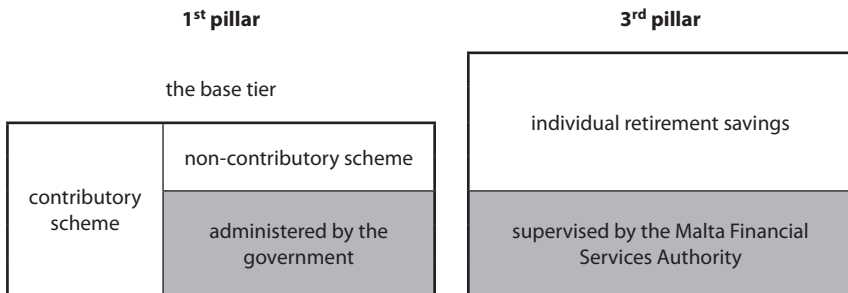 1st pillar
3rd pillar
the base tier
contributory
scheme
non-contributory scheme
administered by the
government
individual retirement savings
supervised by the Malta Financial
Services Authority